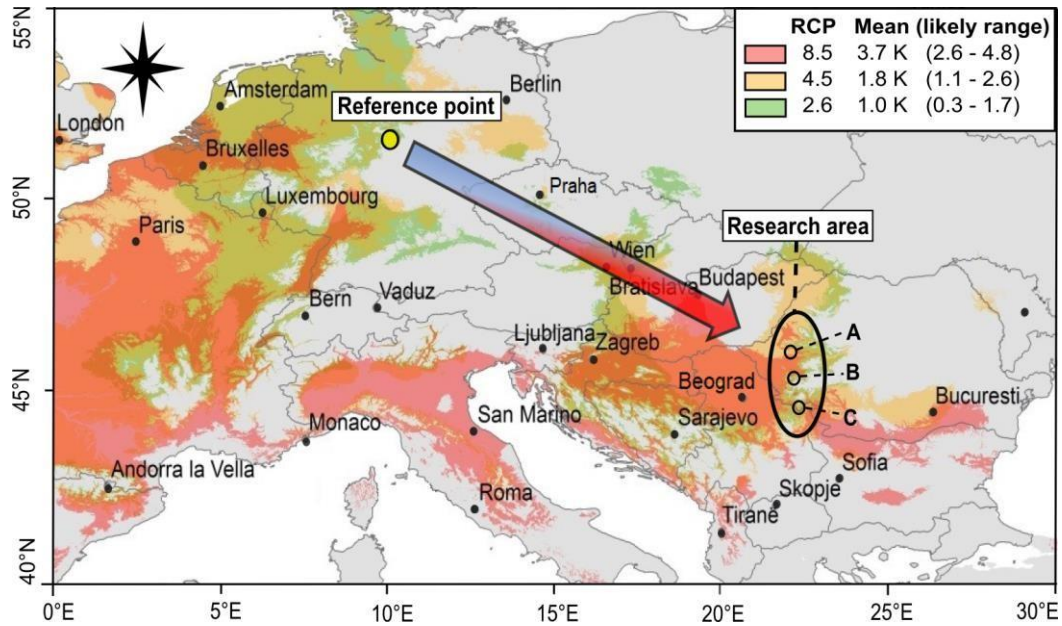 55°N
50°N
45°N
40°N
0°E
5°E
10°E
15°E
20°E
25°E
30°E
RCP Mean (likely range)
8.5 3.7 K (2.6 - 4.8)
4.5 1.8 K (1.1 - 2.6)
2.6 1.0 K (0.3 - 1.7)
Amsterdam
Berlin
Reference point
London
Bruxelles
Luxembourg
Praha
Paris
Research area
Wien
Bratislava
Budapest
Bern
Vaduz
Ljubljana
Zagreb
A
B
C
Beograd
Bucuresti
Monaco
San Marino
Sarajevo
Sofia
Andorra la Vella
Roma
Skopje
Tirane